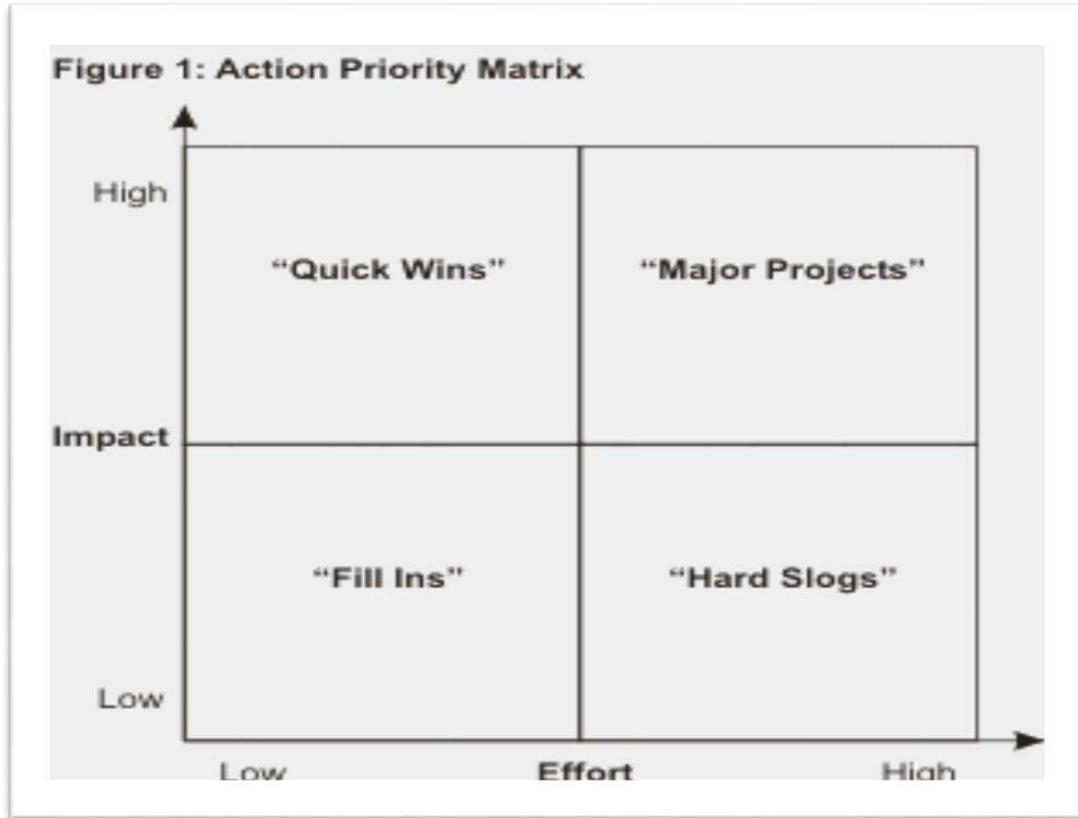 Figure 1: Action Priority Matrix
High
“Quick Wins” “Major Projects”
Impact
“Fill Ins” “Hard Slogs”
Low
Low Effort High